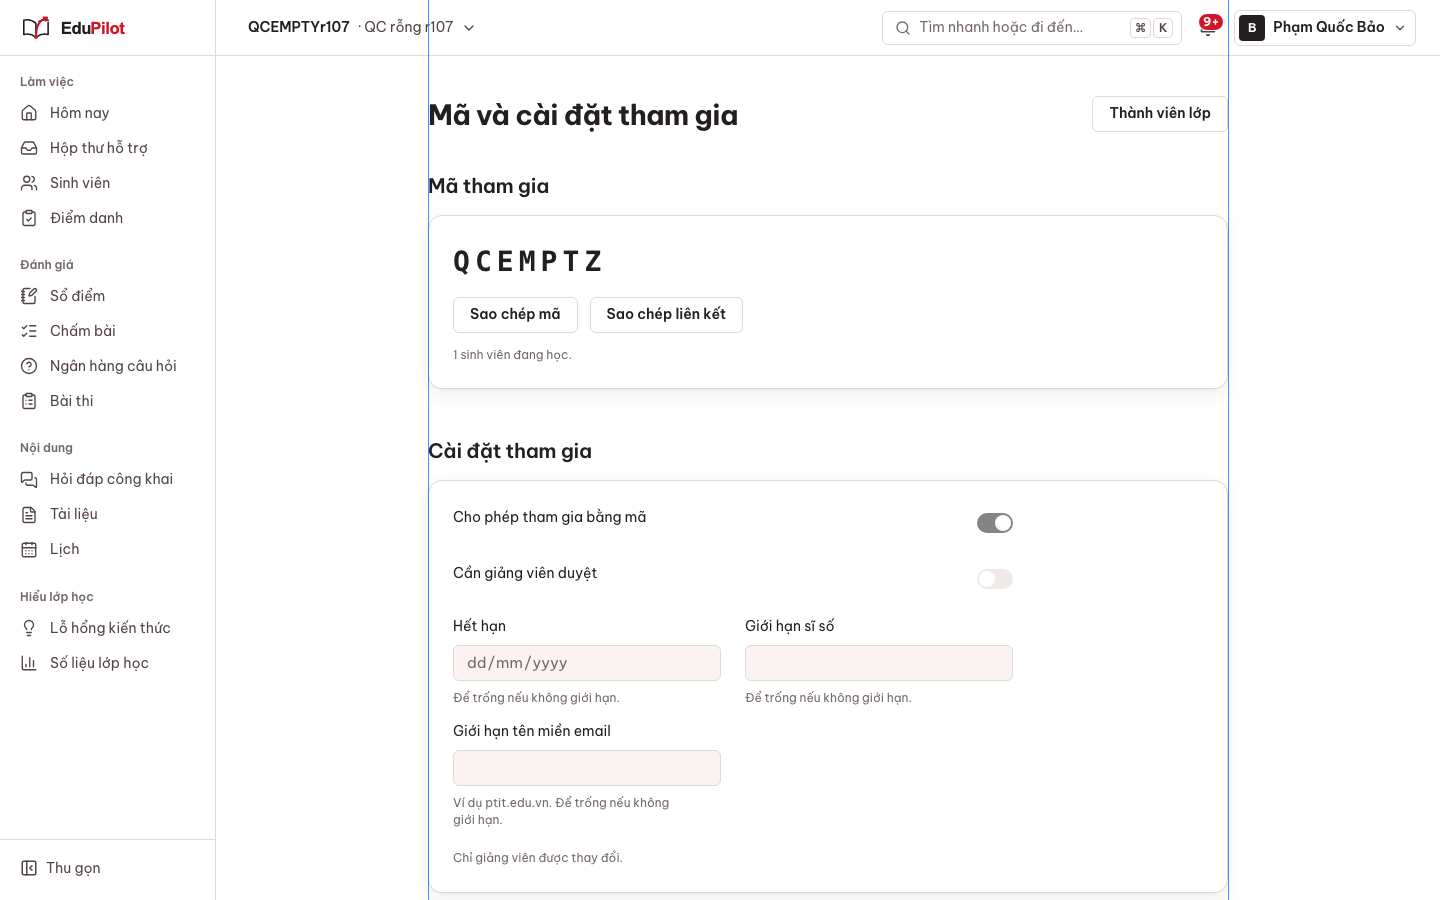 EduPilot
QCEMPTYr107 · QC rỗng r107
Tìm nhanh hoặc đi đến... ⌘ K
9+
B Phạm Quốc Bảo
Làm việc
Hôm nay
Hộp thư hỗ trợ
Sinh viên
Điểm danh
Đánh giá
Sổ điểm
Chấm bài
Ngân hàng câu hỏi
Bài thi
Nội dung
Hỏi đáp công khai
Tài liệu
Lịch
Hiểu lớp học
Lỗ hổng kiến thức
Số liệu lớp học
Thu gọn
Mã và cài đặt tham gia
Thành viên lớp
Mã tham gia
QCEMPTZ
Sao chép mã
Sao chép liên kết
1 sinh viên đang học.
Cài đặt tham gia
Cho phép tham gia bằng mã
Cần giảng viên duyệt
Hết hạn
Giới hạn sĩ số
dd/mm/yyyy
Để trống nếu không giới hạn.
Để trống nếu không giới hạn.
Giới hạn tên miền email
Ví dụ ptit.edu.vn. Để trống nếu không
giới hạn.
Chỉ giảng viên được thay đổi.